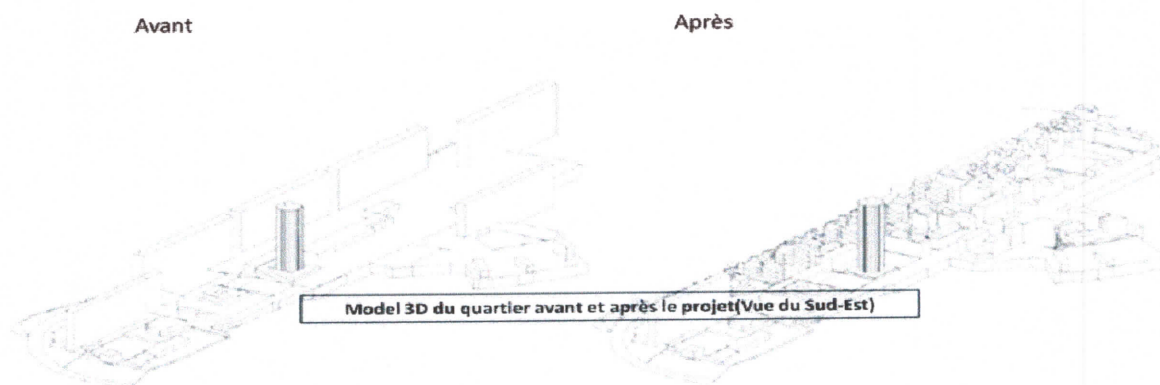 Avant
Après
Model 3D du quartier avant et après le projet(Vue du Sud-Est)